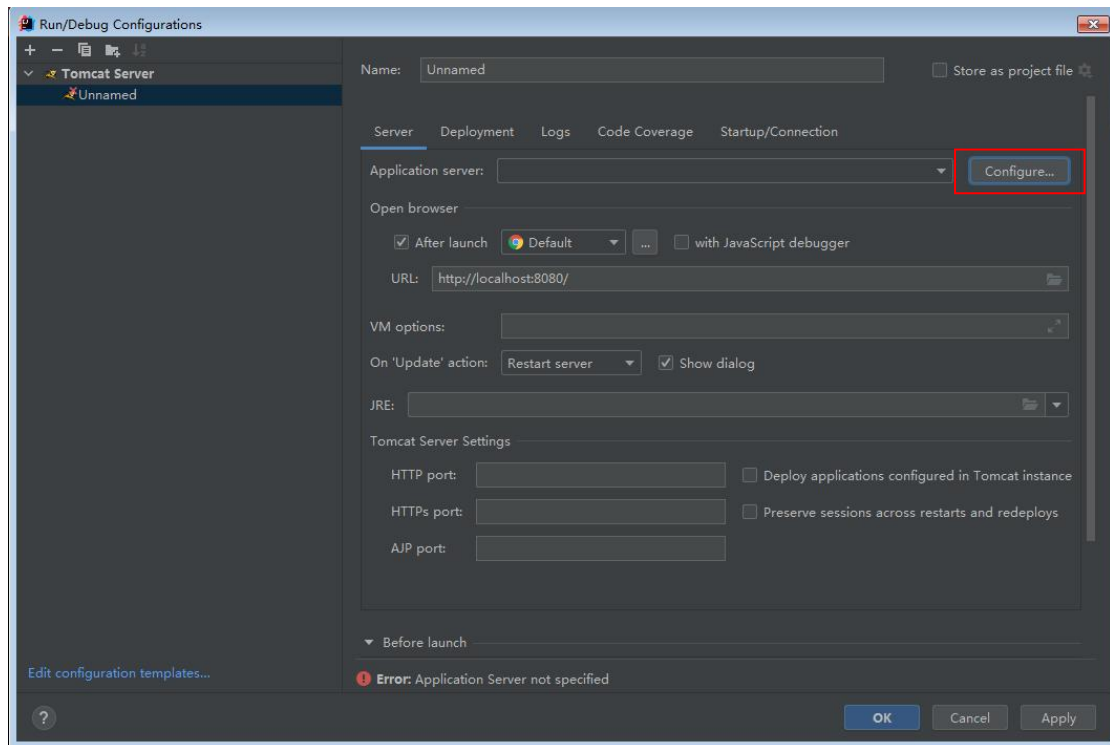 Run/Debug Configurations
Tomcat Server
Unnamed
Name: Unnamed
Store as project file
Server Deployment Logs Code Coverage Startup/Connection
Application server: Configure...
Open browser
After launch Default ... with JavaScript debugger
URL: http://localhost:8080/
VM options:
On 'Update' action: Restart server Show dialog
JRE:
Tomcat Server Settings
HTTP port: Deploy applications configured in Tomcat instance
HTTPs port: Preserve sessions across restarts and redeploys
AJP port:
Before launch
Edit configuration templates...
Error: Application Server not specified
? OK Cancel Apply